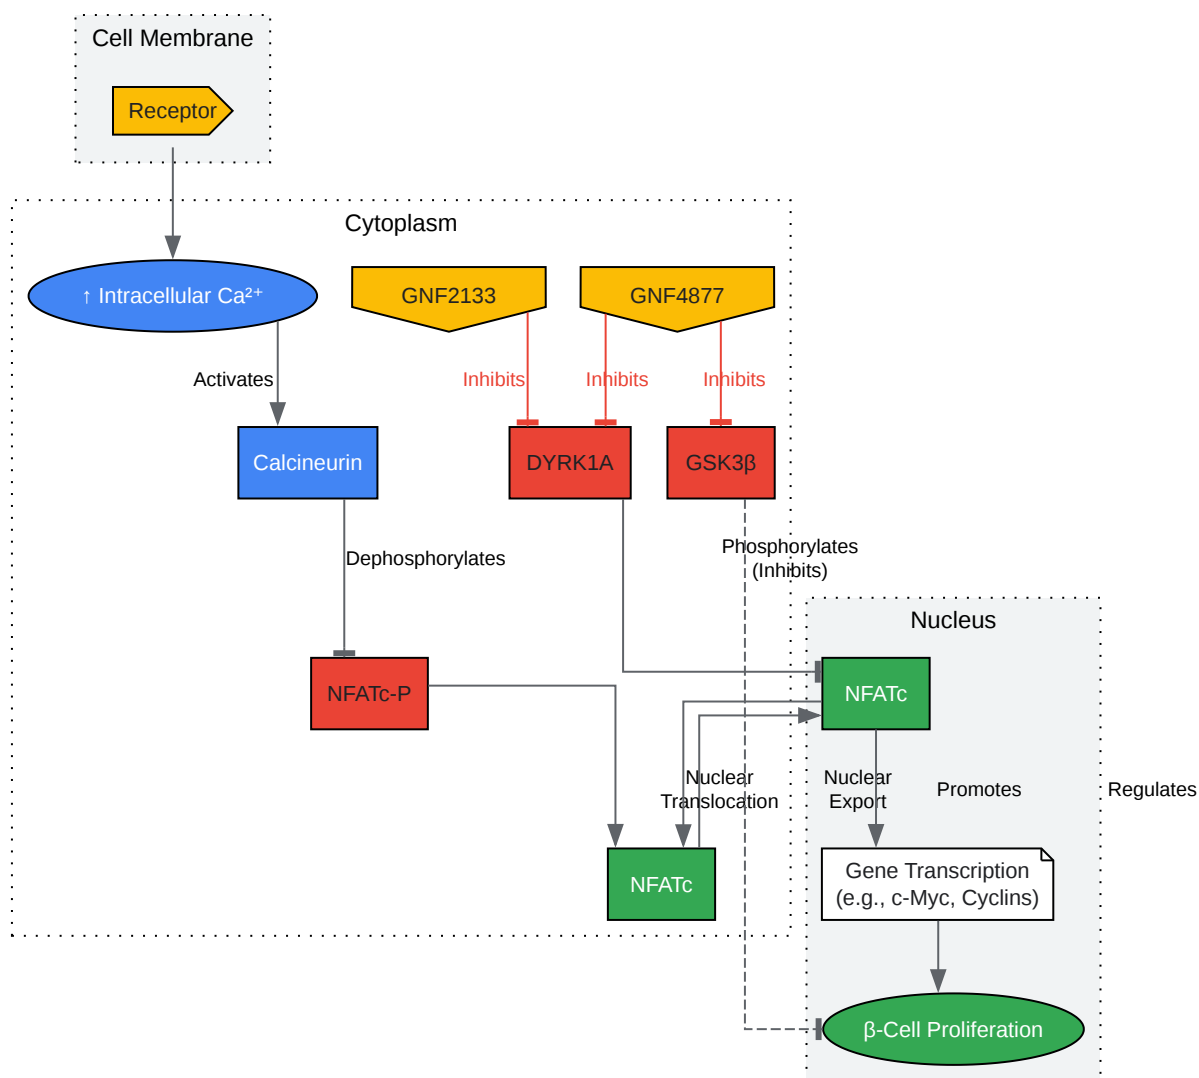 Cell Membrane
Receptor
Cytoplasm
↑ Intracellular Ca²⁺
GNF2133
GNF4877
Activates
Inhibits
Inhibits
Inhibits
Calcineurin
DYRK1A
GSK3β
Dephosphorylates
Phosphorylates
(Inhibits)
Nucleus
NFATc-P
NFATc
Nuclear
Translocation
Nuclear
Export
Promotes
Regulates
NFATc
Gene Transcription
(e.g., c-Myc, Cyclins)
β-Cell Proliferation